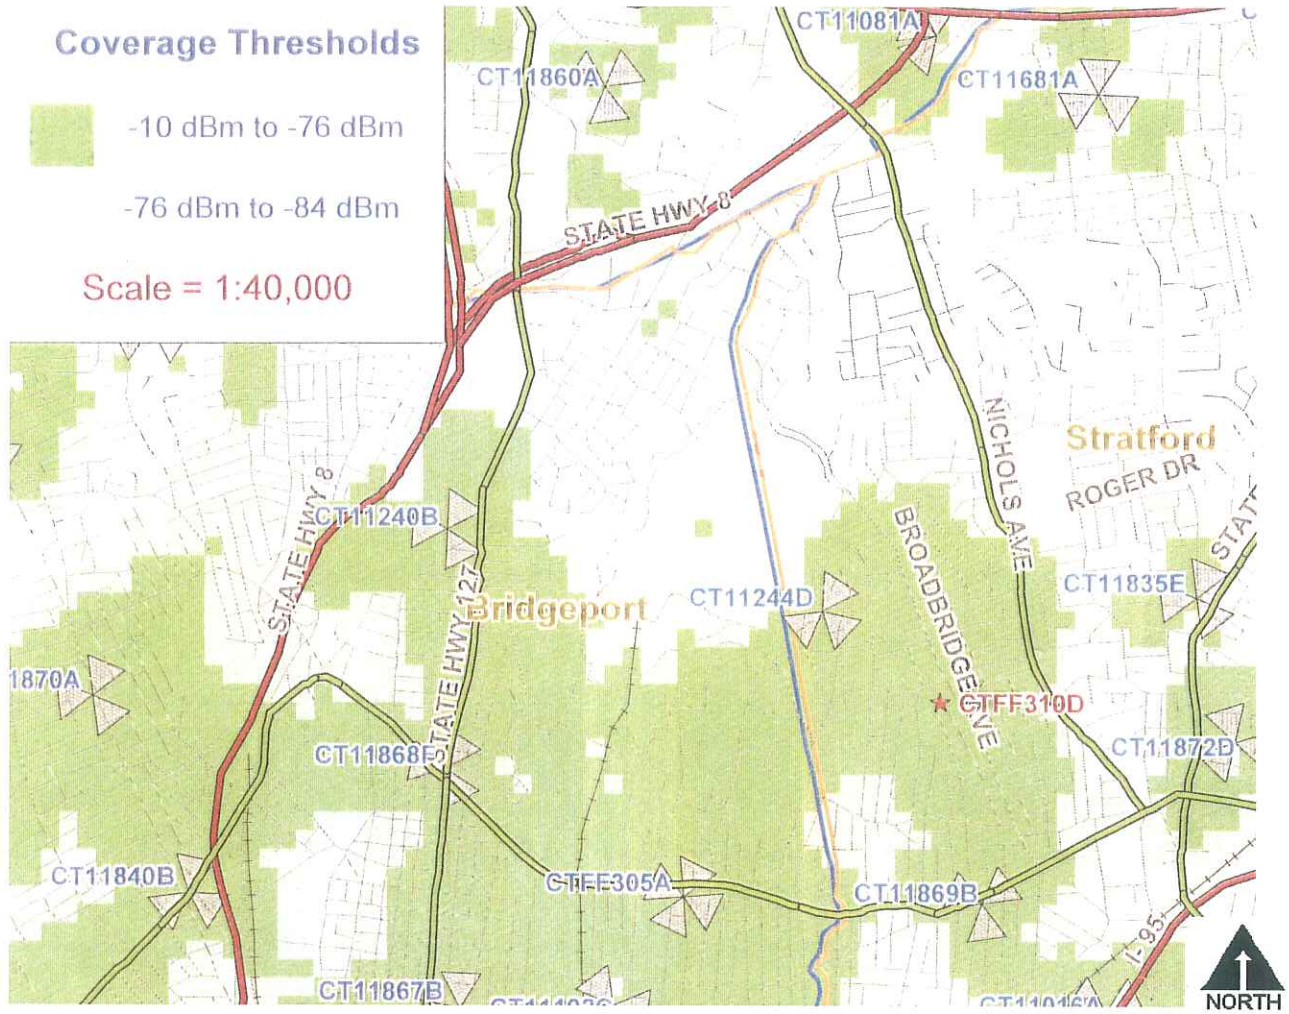 Coverage Thresholds
-10 dBm to -76 dBm
-76 dBm to -84 dBm
Scale = 1:40,000
CT11081A
CT11860A
CT11681A
STATE HWY 8
NICHOLS AVE
Stratford
ROGER DR
STATE
STATE HWY 8
CT11240B
BROADBRIDGE AVE
CT11835E
CT11244D
Bridgeport
STATE HWY 127
1870A
CTFF310D
CT11868F
CT11872D
CT11840B
CTFF305A
CT11869B
I-95
CT11867B
CT11016A
NORTH